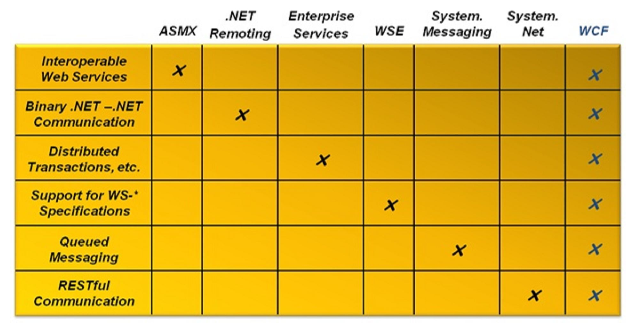 ASMX
.NET
Remoting
Enterprise
Services
WSE
System.
Messaging
System.
Net
WCF
Interoperable
Web Services
X X
Binary .NET –.NET
Communication
X X
Distributed
Transactions, etc.
X X
Support for WS-*
Specifications
X X
Queued
Messaging
X X
RESTful
Communication
X X